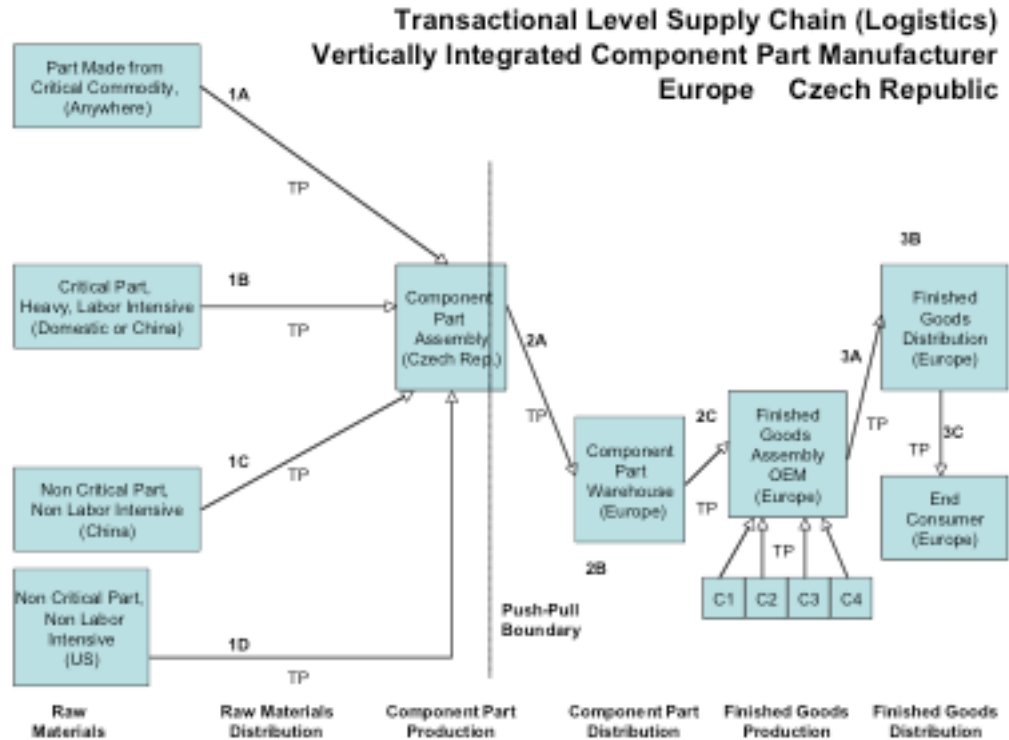 Transactional Level Supply Chain (Logistics)
Vertically Integrated Component Part Manufacturer
Europe Czech Republic
Part Made from
Critical Commodity,
(Anywhere)
1A
TP
Critical Part,
Heavy, Labor Intensive
(Domestic or China)
1B
TP
Non Critical Part,
Non Labor Intensive
(China)
1C
TP
Non Critical Part,
Non Labor
Intensive
(US)
1D
TP
Component
Part
Assembly
(Czech Rep.)
Push-Pull
Boundary
2A
TP
Component
Part
Warehouse
(Europe)
2B
2C
TP
Finished
Goods
Assembly
OEM
(Europe)
TP
C1
C2
C3
C4
3A
TP
3B
Finished
Goods
Distribution
(Europe)
3C
TP
End
Consumer
(Europe)
Raw
Materials
Raw Materials
Distribution
Component Part
Production
Component Part
Distribution
Finished Goods
Production
Finished Goods
Distribution